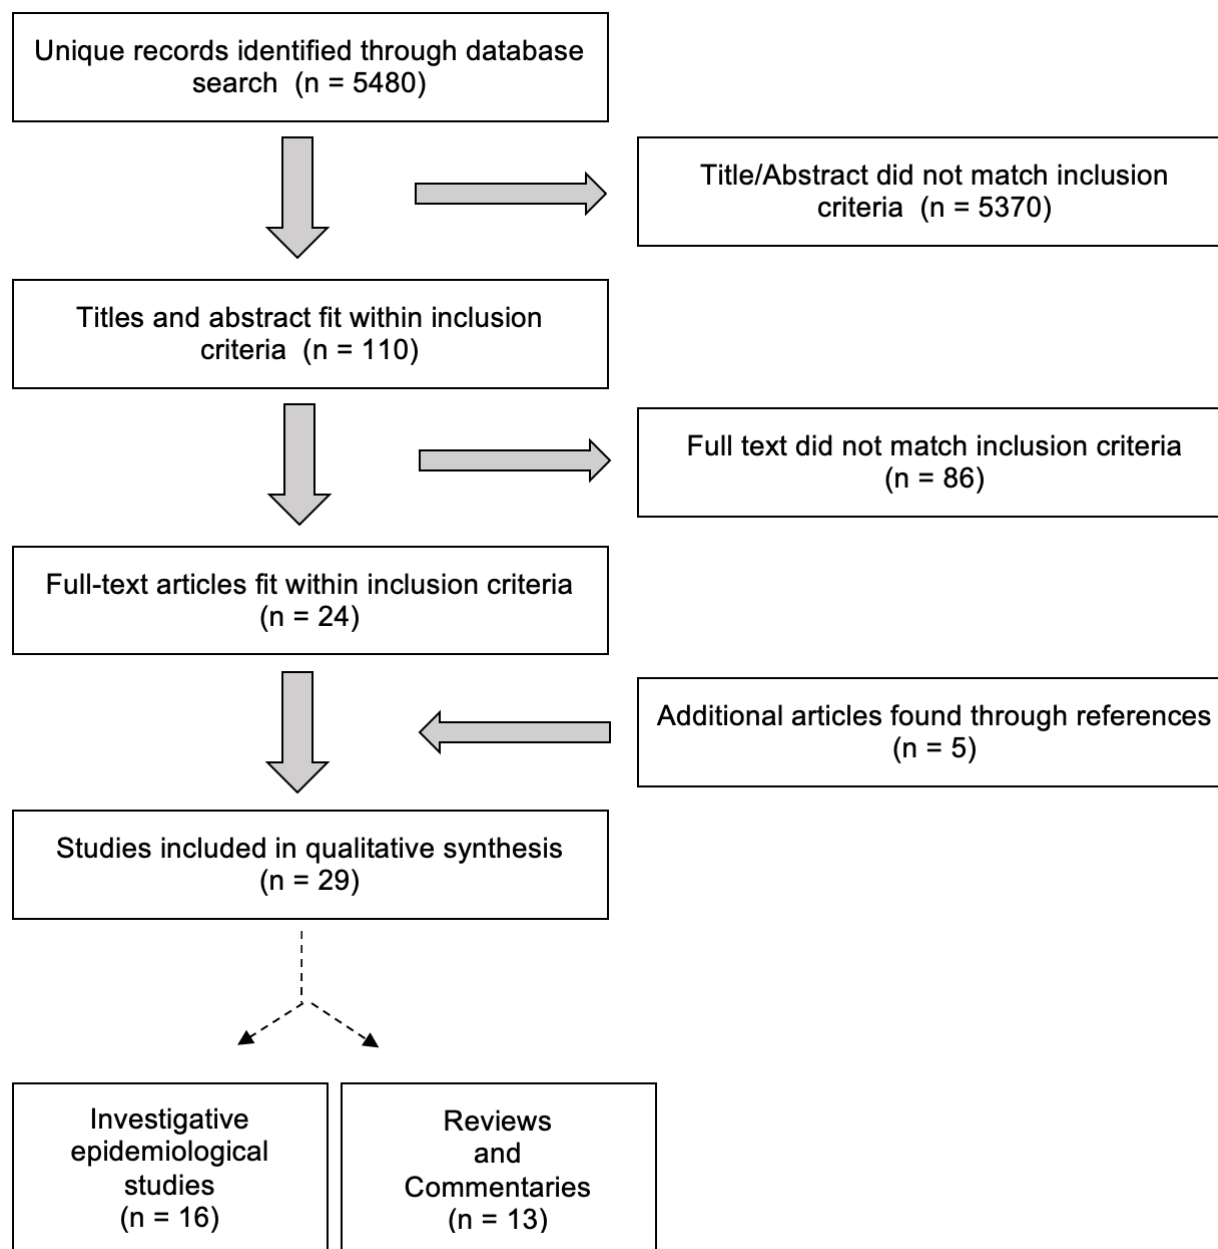 Unique records identified through database
search  (n = 5480)
Title/Abstract did not match inclusion
criteria  (n = 5370)
Titles and abstract fit within inclusion
criteria  (n = 110)
Full text did not match inclusion criteria
(n = 86)
Full-text articles fit within inclusion criteria
(n = 24)
Additional articles found through references
(n = 5)
Studies included in qualitative synthesis
(n = 29)
Investigative
epidemiological
studies
(n = 16)
Reviews
and
Commentaries
(n = 13)